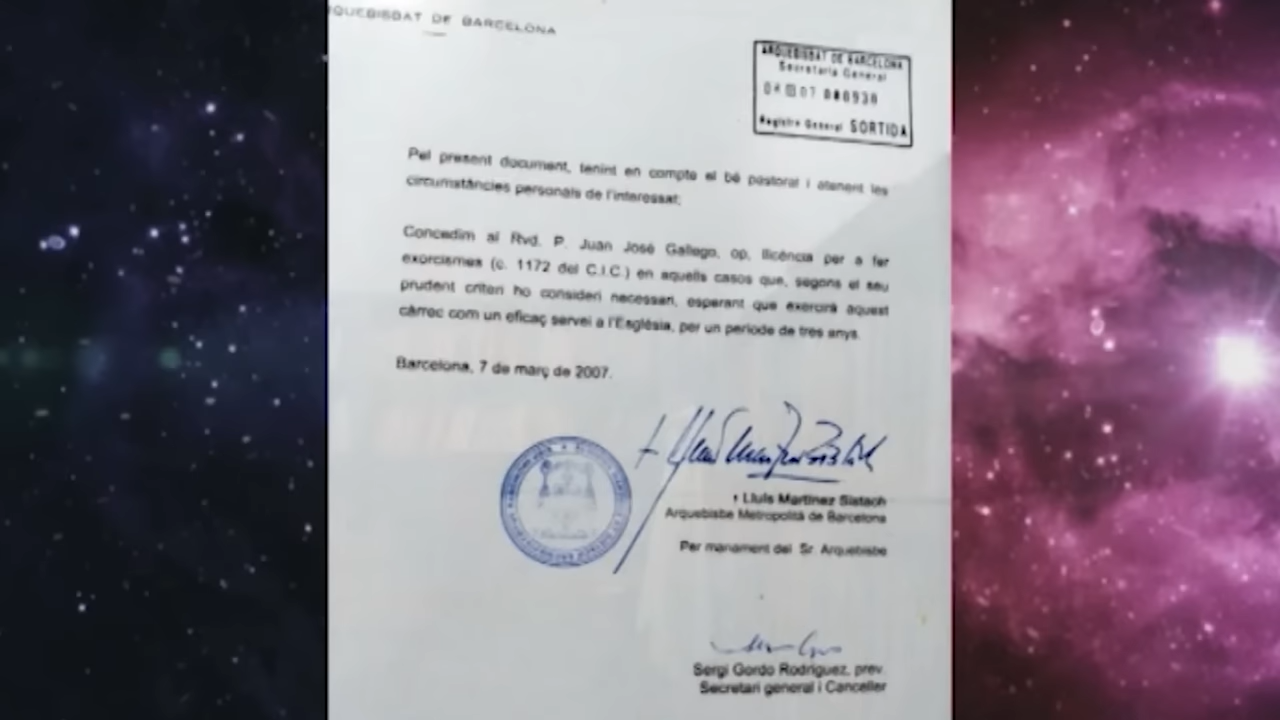 ARQUEBISBAT DE BARCELONA
ARQUEBISBAT DE BARCELONA
Secretaria General
07 000938
Registre General SORTIDA
Pel present document, tenint en compte el bé pastoral i atenent les
circumstàncies personals de l'interessat;
Concedim al Rvd. P. Juan José Gallego, op, llicència per a fer
exorcismes (c. 1172 del C.I.C.) en aquells casos que, segons el seu
prudent criteri ho consideri necessari, esperant que exercirà aquest
càrrec com un eficaç servei a l'Església, per un període de tres anys.
Barcelona, 7 de març de 2007.
+ Lluís Martínez Sistach
Arquebisbe Metropolità de Barcelona
Per manament del Sr. Arquebisbe
Sergi Gordo Rodríguez, prev.
Secretari general i Canceller